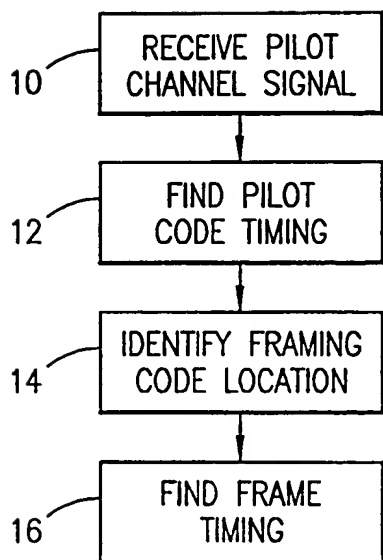 10
RECEIVE PILOT
CHANNEL SIGNAL
12
FIND PILOT
CODE TIMING
14
IDENTIFY FRAMING
CODE LOCATION
16
FIND FRAME
TIMING